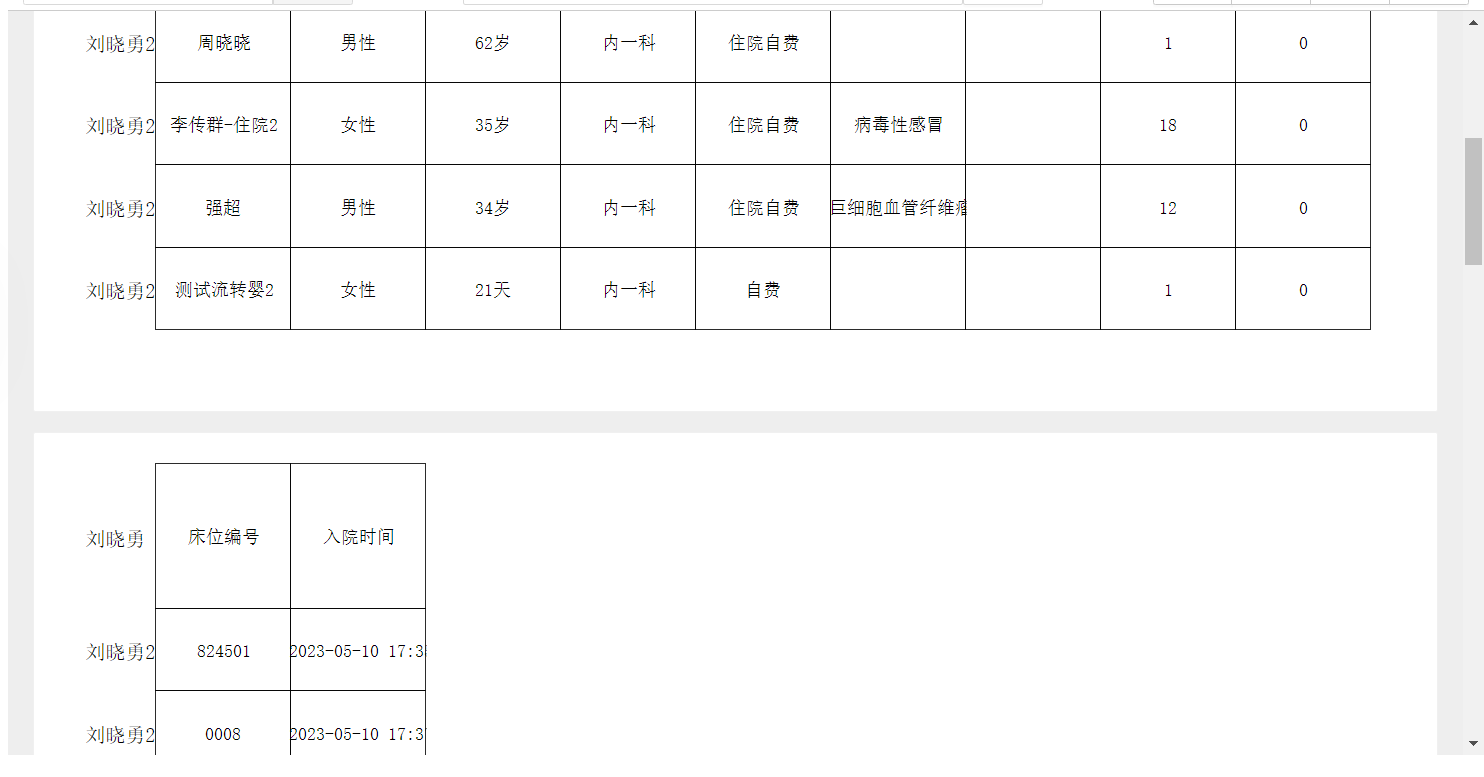 刘晓勇2 周晓晓 男性 62岁 内一科 住院自费 1 0
刘晓勇2 李传群-住院2 女性 35岁 内一科 住院自费 病毒性感冒 18 0
刘晓勇2 强超 男性 34岁 内一科 住院自费 巨细胞血管纤维瘤 12 0
刘晓勇2 测试流转婴2 女性 21天 内一科 自费 1 0
刘晓勇 床位编号 入院时间
刘晓勇2 824501 2023-05-10 17:3
刘晓勇2 0008 2023-05-10 17:3